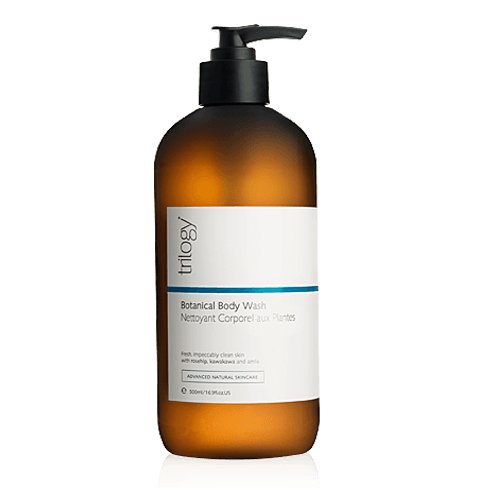 trilogy
Botanical Body Wash
Nettoyant Corporel aux Plantes
Fresh, impeccably clean skin
with rosehip, kawakawa and amla.
ADVANCED NATURAL SKINCARE
℮ 500ml/16.9fl.oz.US